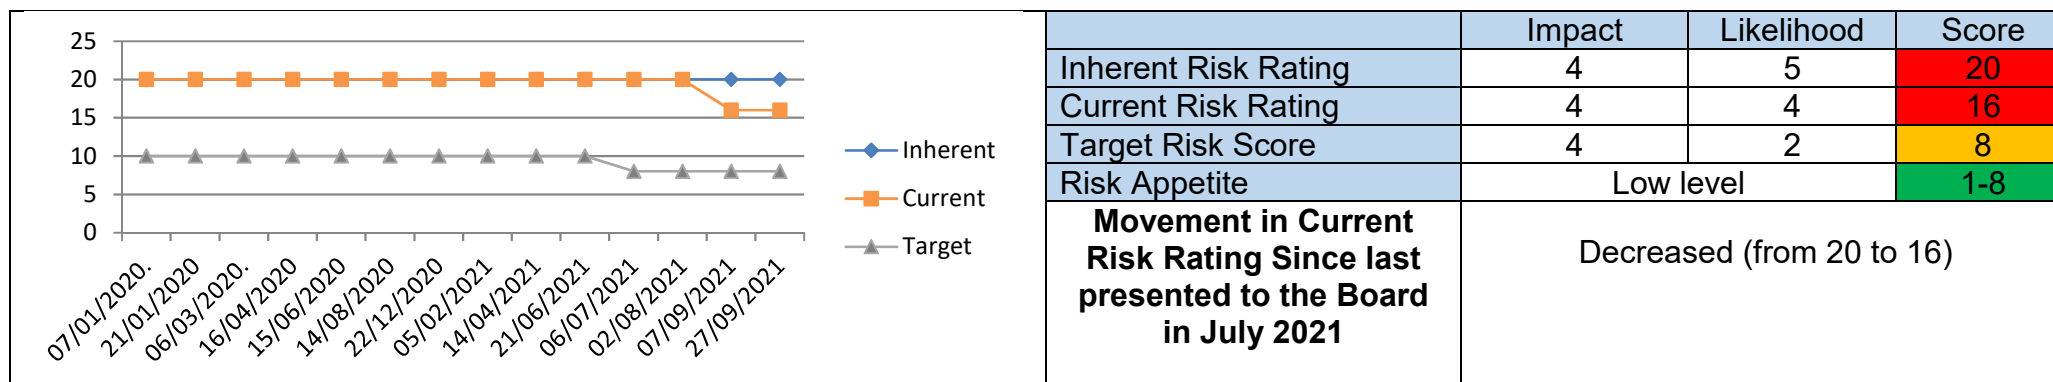 25
20
15
10
5
0
07/01/2020.
21/01/2020
06/03/2020.
16/04/2020
15/06/2020
14/08/2020
22/12/2020
05/02/2021
14/04/2021
21/06/2021
06/07/2021
02/08/2021
07/09/2021
27/09/2021
Inherent
Current
Target
Impact Likelihood Score
Inherent Risk Rating 4 5 20
Current Risk Rating 4 4 16
Target Risk Score 4 2 8
Risk Appetite Low level 1-8
Movement in Current
Risk Rating Since last
presented to the Board
in July 2021
Decreased (from 20 to 16)